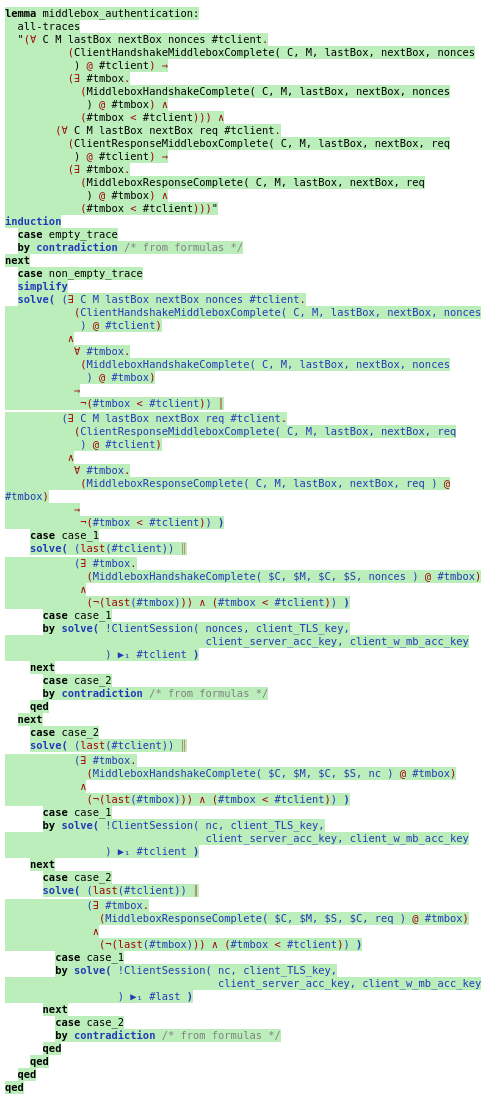 lemma middlebox_authentication:
all-traces
"(∀ C M lastBox nextBox nonces #tclient.
(ClientHandshakeMiddleboxComplete( C, M, lastBox, nextBox, nonces
) @ #tclient) ⇒
(∃ #tmbox.
(MiddleboxHandshakeComplete( C, M, lastBox, nextBox, nonces
) @ #tmbox) ∧
(#tmbox < #tclient))) ∧
(∀ C M lastBox nextBox req #tclient.
(ClientResponseMiddleboxComplete( C, M, lastBox, nextBox, req
) @ #tclient) ⇒
(∃ #tmbox.
(MiddleboxResponseComplete( C, M, lastBox, nextBox, req
) @ #tmbox) ∧
(#tmbox < #tclient)))"
induction
case empty_trace
by contradiction /* from formulas */
next
case non_empty_trace
simplify
solve( (∃ C M lastBox nextBox nonces #tclient.
(ClientHandshakeMiddleboxComplete( C, M, lastBox, nextBox, nonces
) @ #tclient)
∧
∀ #tmbox.
(MiddleboxHandshakeComplete( C, M, lastBox, nextBox, nonces
) @ #tmbox)
⇒
¬(#tmbox < #tclient)) ∥
(∃ C M lastBox nextBox req #tclient.
(ClientResponseMiddleboxComplete( C, M, lastBox, nextBox, req
) @ #tclient)
∧
∀ #tmbox.
(MiddleboxResponseComplete( C, M, lastBox, nextBox, req ) @
#tmbox)
⇒
¬(#tmbox < #tclient)) )
case case_1
solve( (last(#tclient)) ∥
(∃ #tmbox.
(MiddleboxHandshakeComplete( $C, $M, $C, $S, nonces ) @ #tmbox)
∧
(¬(last(#tmbox))) ∧ (#tmbox < #tclient)) )
case case_1
by solve( !ClientSession( nonces, client_TLS_key,
client_server_acc_key, client_w_mb_acc_key
) ▶₁ #tclient )
next
case case_2
by contradiction /* from formulas */
qed
next
case case_2
solve( (last(#tclient)) ∥
(∃ #tmbox.
(MiddleboxHandshakeComplete( $C, $M, $C, $S, nc ) @ #tmbox)
∧
(¬(last(#tmbox))) ∧ (#tmbox < #tclient)) )
case case_1
by solve( !ClientSession( nc, client_TLS_key,
client_server_acc_key, client_w_mb_acc_key
) ▶₁ #tclient )
next
case case_2
solve( (last(#tclient)) ∥
(∃ #tmbox.
(MiddleboxResponseComplete( $C, $M, $S, $C, req ) @ #tmbox)
∧
(¬(last(#tmbox))) ∧ (#tmbox < #tclient)) )
case case_1
by solve( !ClientSession( nc, client_TLS_key,
client_server_acc_key, client_w_mb_acc_key
) ▶₁ #last )
next
case case_2
by contradiction /* from formulas */
qed
qed
qed
qed